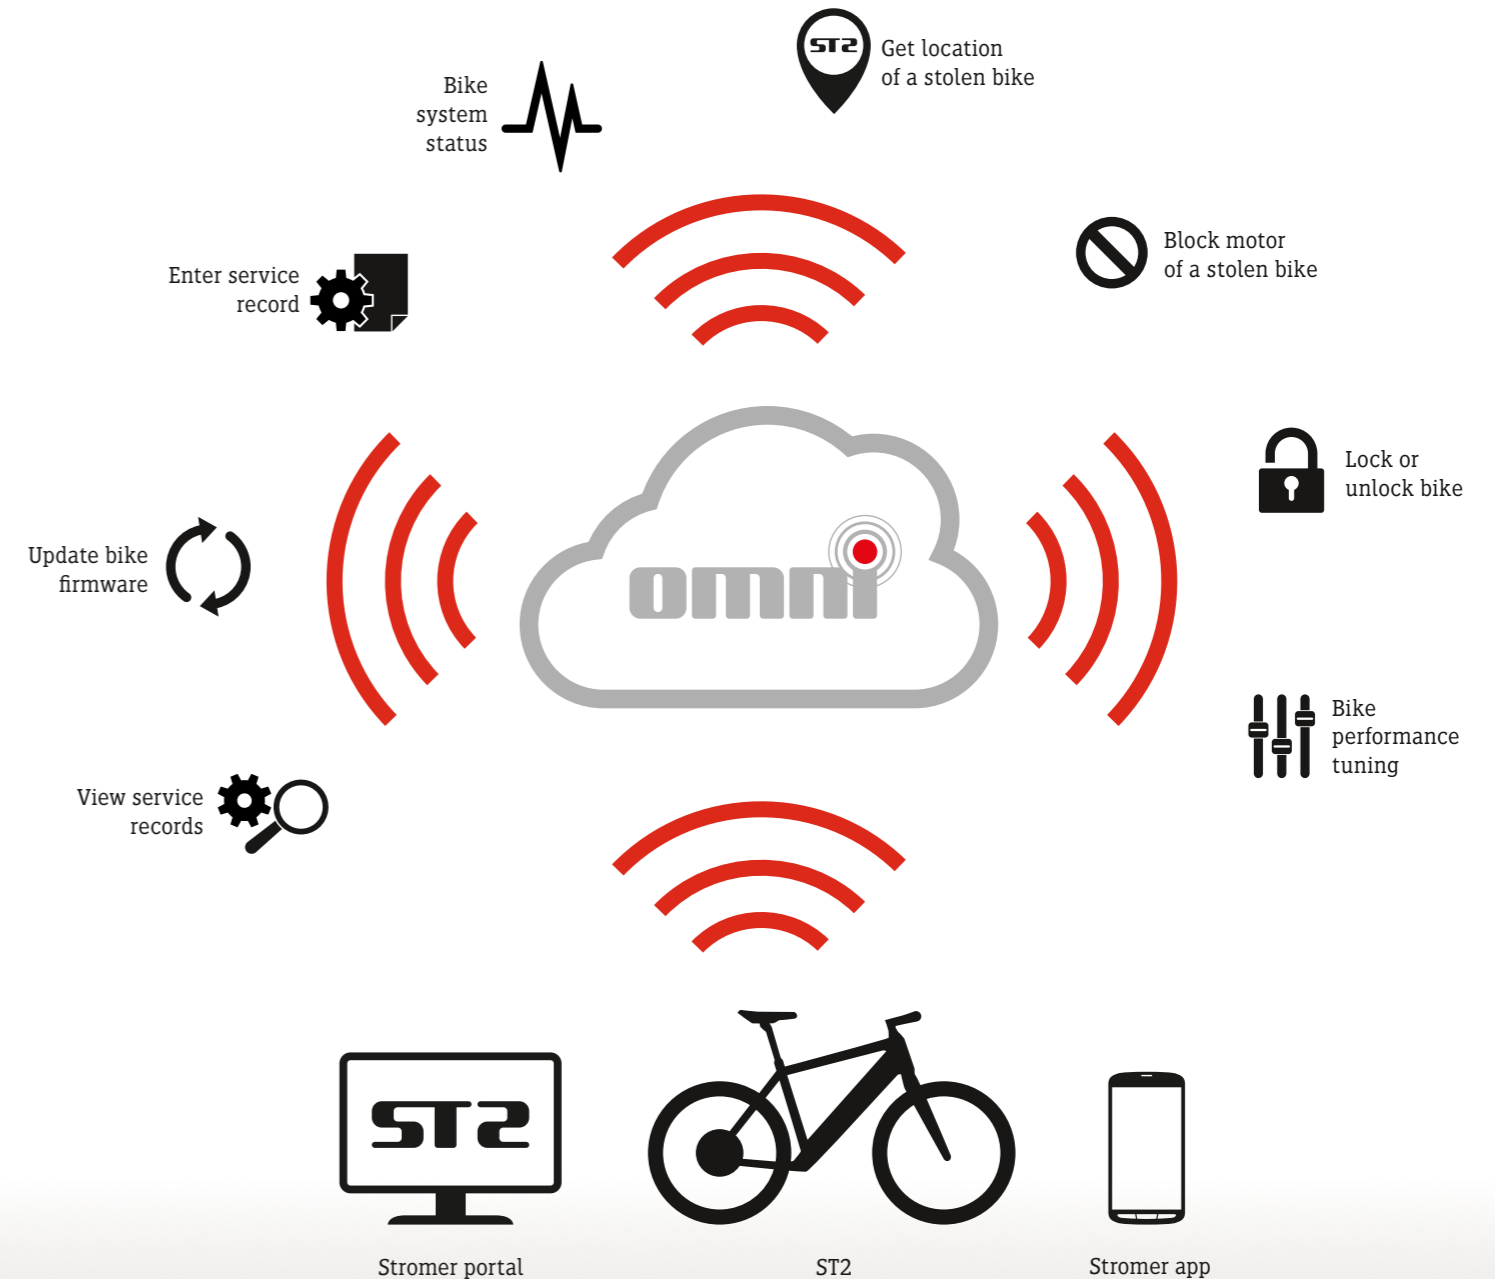 ST2
Get location
of a stolen bike
Bike
system
status
Block motor
of a stolen bike
Enter service
record
Lock or
unlock bike
omni
Update bike
firmware
Bike
performance
tuning
View service
records
ST2
Stromer portal
ST2
Stromer app